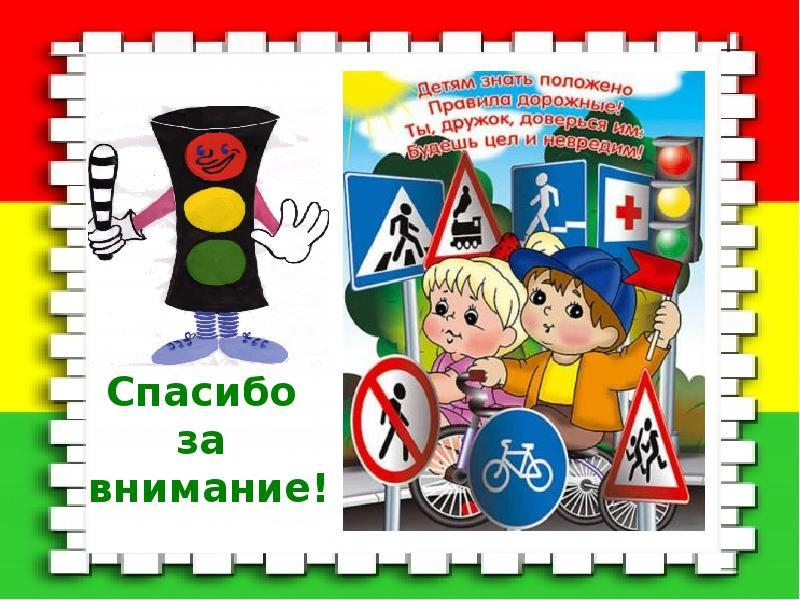 Детям знать положено
Правила дорожные!
Ты, дружок, доверься им:
Будешь цел и невредим!
Спасибо
за
внимание!